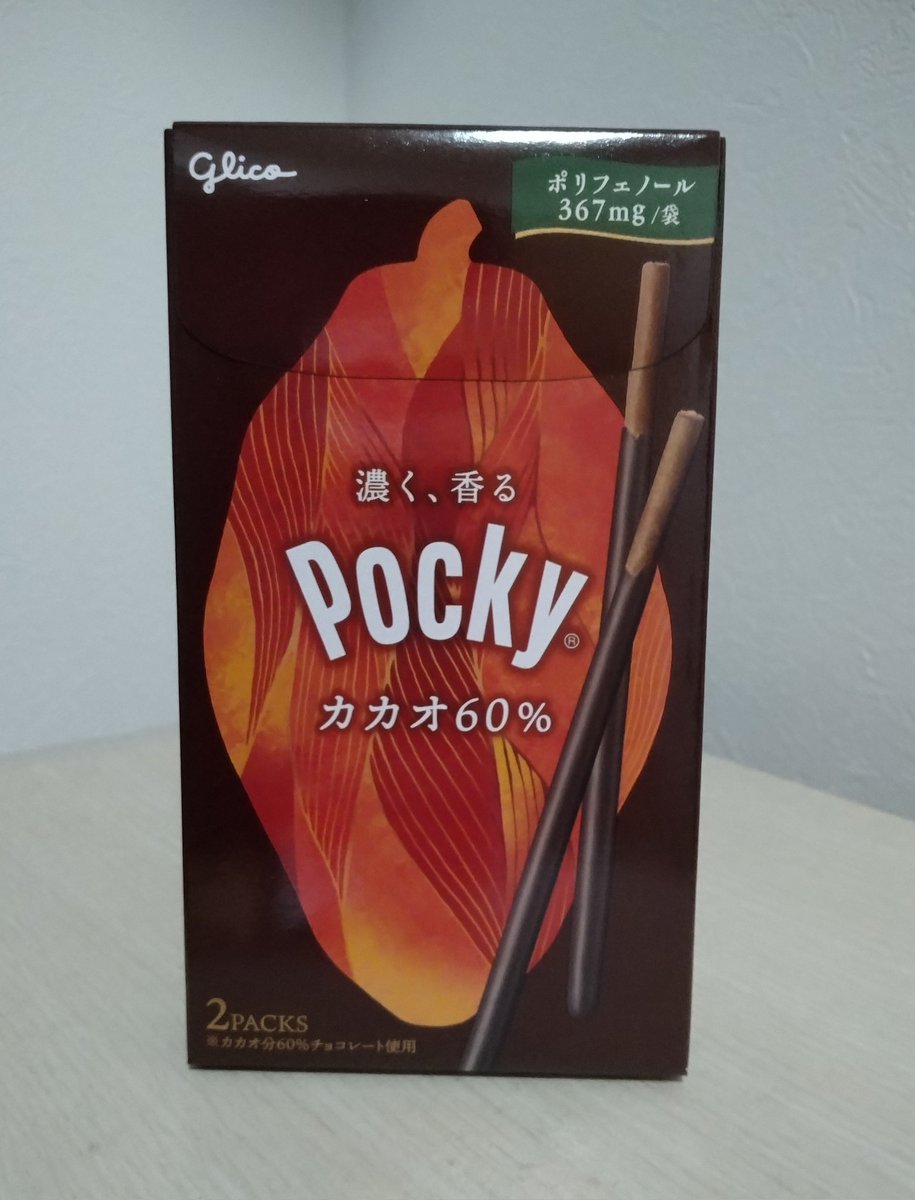 Glico
ポリフェノール
367mg/袋
濃く、香る
Pocky®
カカオ60%
2PACKS
※カカオ分60%チョコレート使用